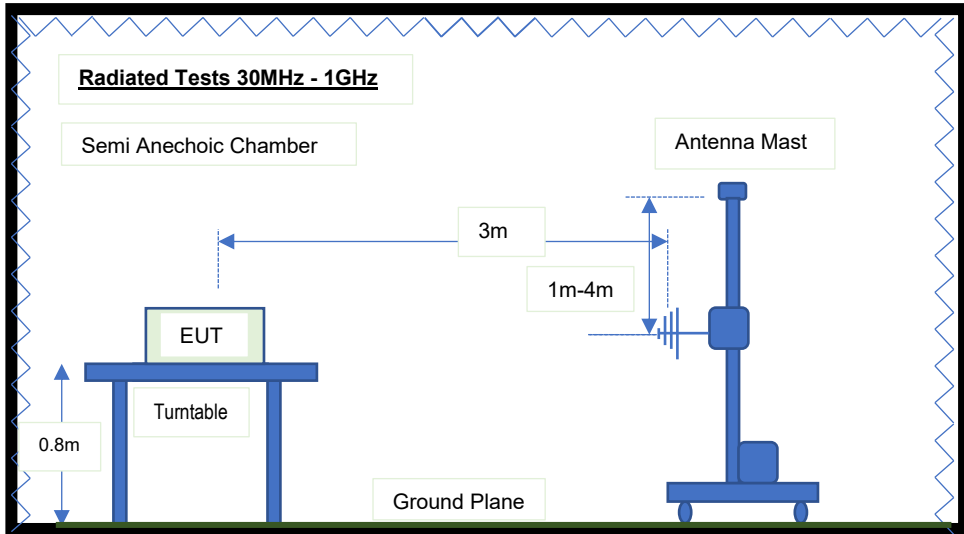 Radiated Tests 30MHz - 1GHz
Semi Anechoic Chamber
Antenna Mast
3m
1m-4m
EUT
Turntable
0.8m
Ground Plane